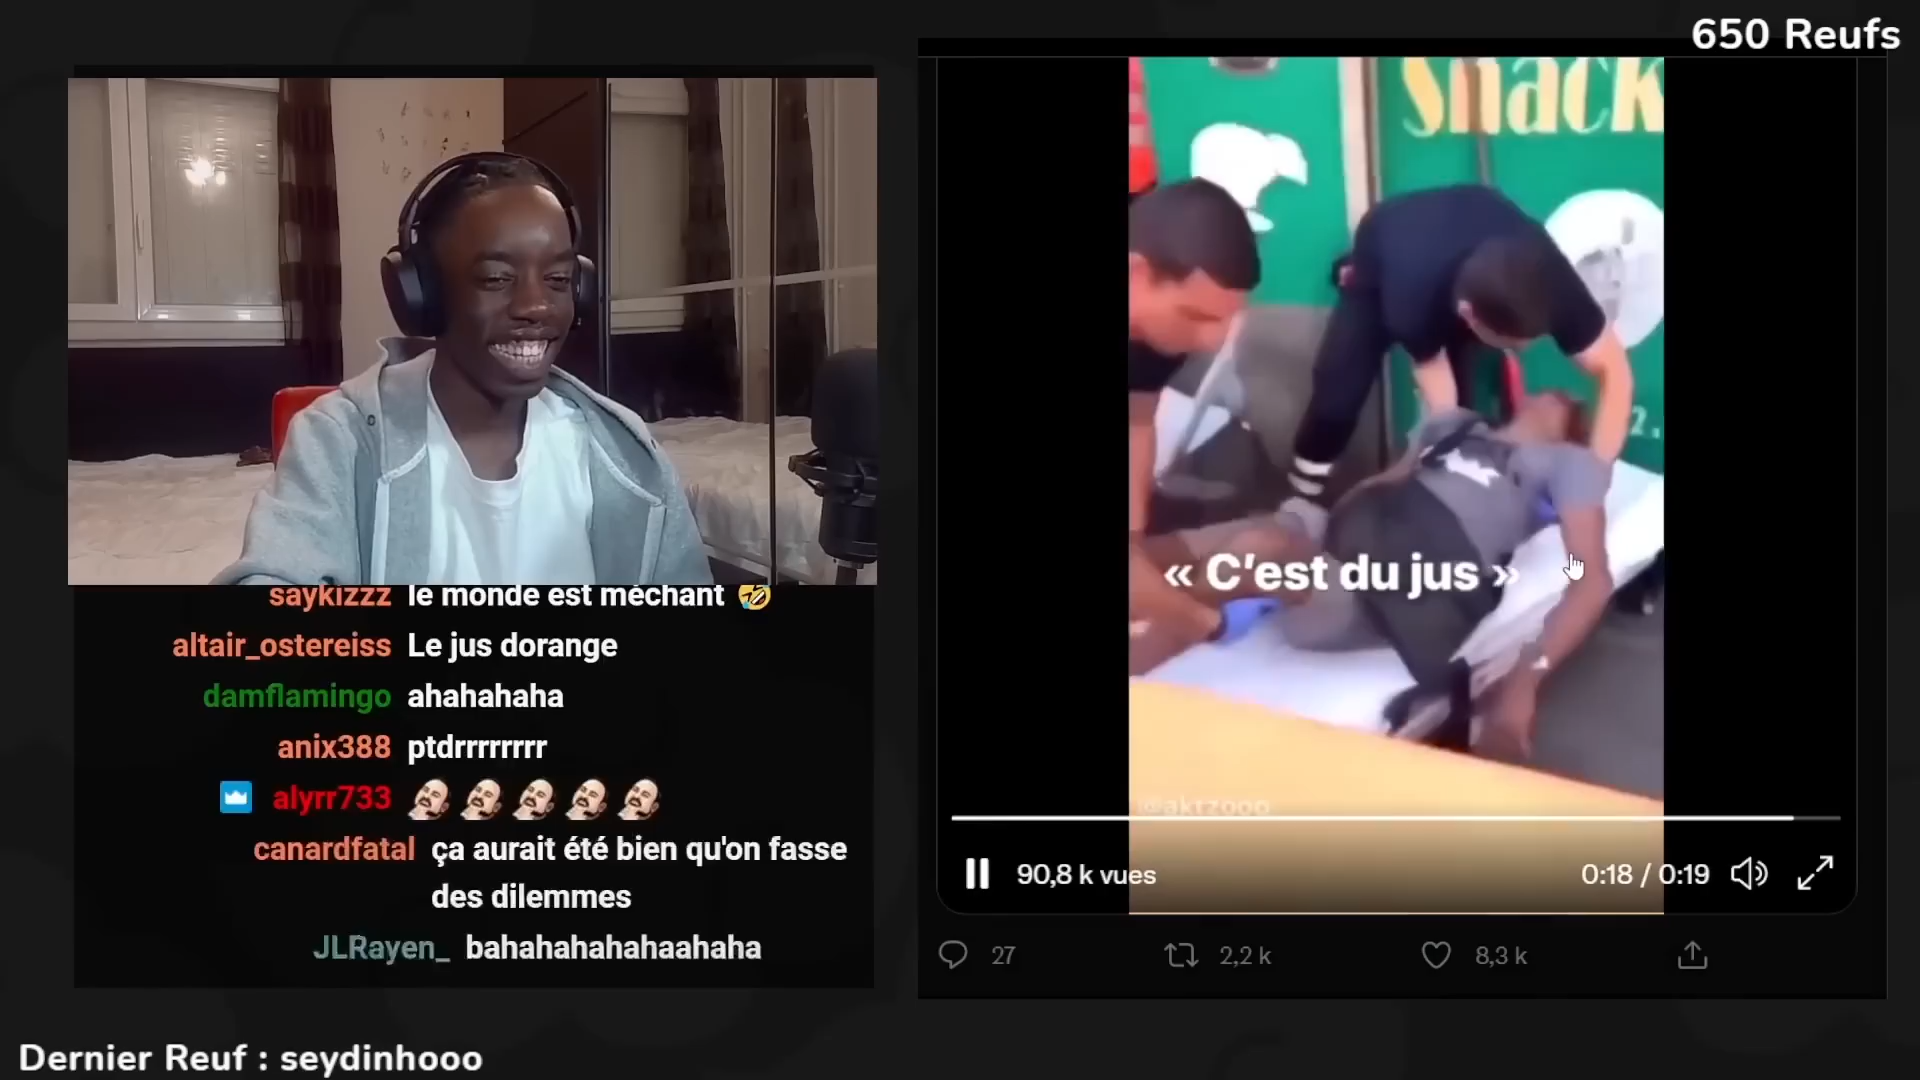 650 Reufs
Snack
« C'est du jus »
@aktzooo
90,8 k vues
0:18 / 0:19
27
2,2 k
8,3 k
saykizzz le monde est méchant 🤣
altair_ostereiss Le jus dorange
damflamingo ahahahaha
anix388 ptdrrrrrrrr
alyrr733
canardfatal ça aurait été bien qu'on fasse
des dilemmes
JLRayen_ bahahahahahaahaha
Dernier Reuf : seydinhooo